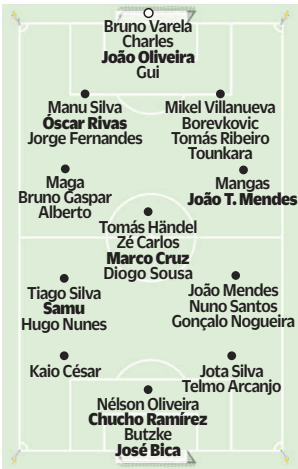 Bruno Varela
Charles
João Oliveira
Gui
Manu Silva
Óscar Rivas
Jorge Fernandes
Mikel Villanueva
Borevkovic
Tomás Ribeiro
Tounkara
Maga
Bruno Gaspar
Alberto
Mangas
João T. Mendes
Tomás Händel
Zé Carlos
Marco Cruz
Diogo Sousa
Tiago Silva
Samu
Hugo Nunes
João Mendes
Nuno Santos
Gonçalo Nogueira
Kaio César
Jota Silva
Telmo Arcanjo
Nélson Oliveira
Chucho Ramírez
Butzke
José Bica